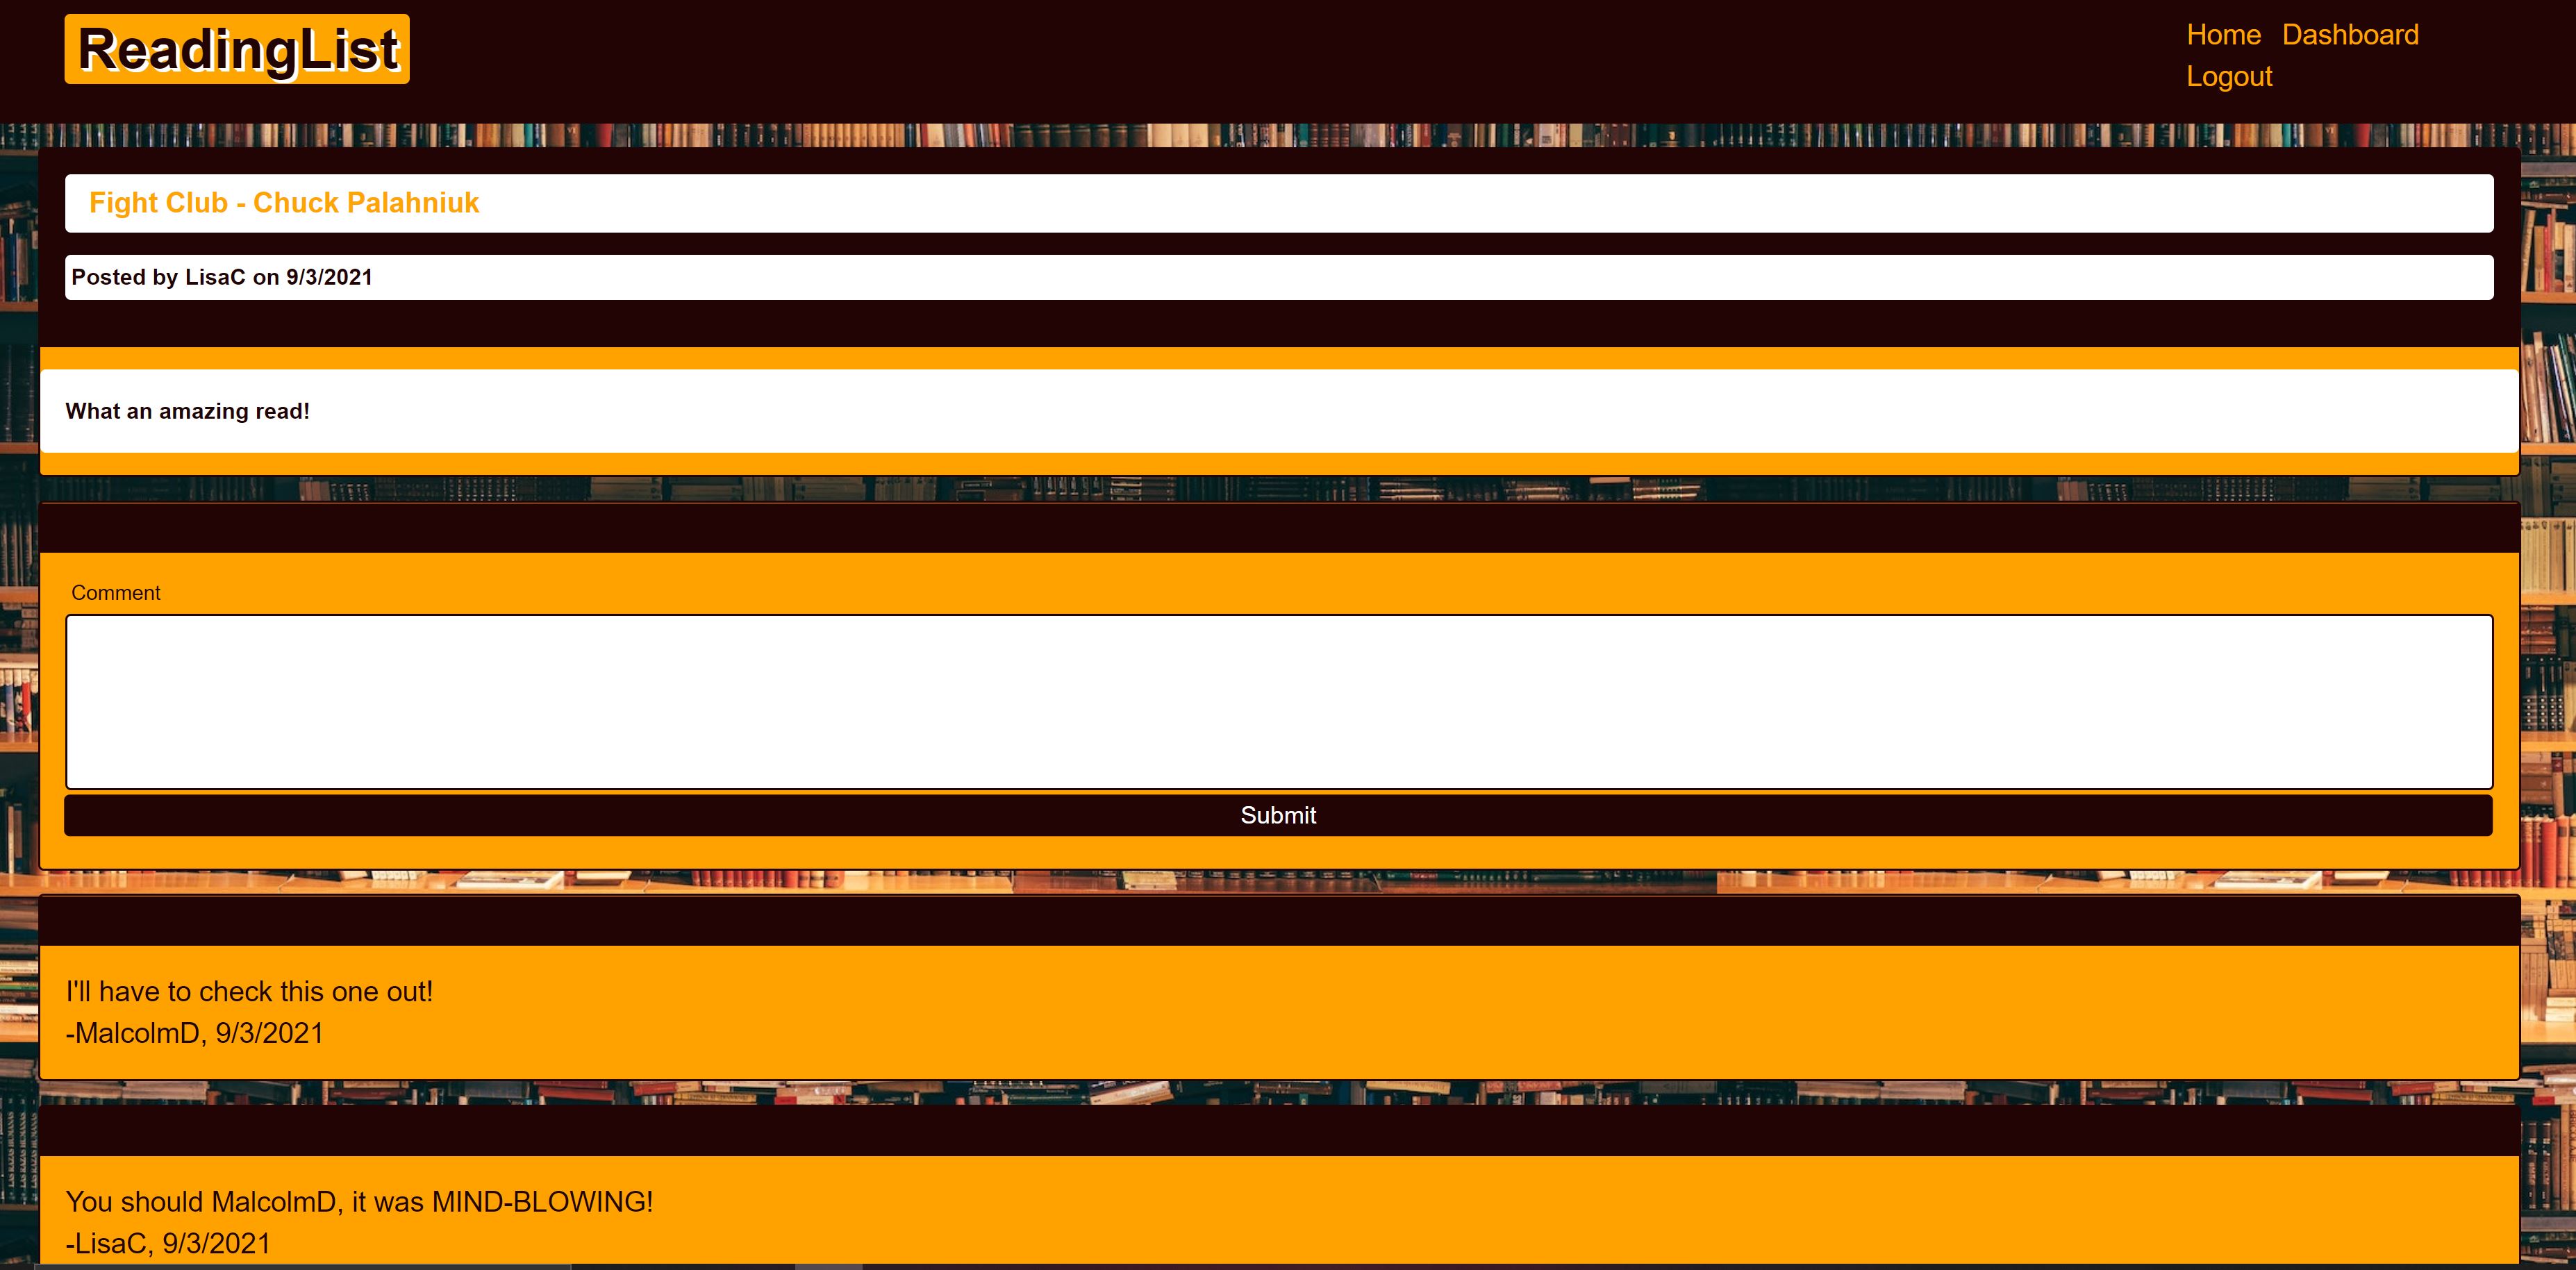 ReadingList
Home Dashboard
Logout
Fight Club - Chuck Palahniuk
Posted by LisaC on 9/3/2021
What an amazing read!
Comment
Submit
I'll have to check this one out!
-MalcolmD, 9/3/2021
You should MalcolmD, it was MIND-BLOWING!
-LisaC, 9/3/2021